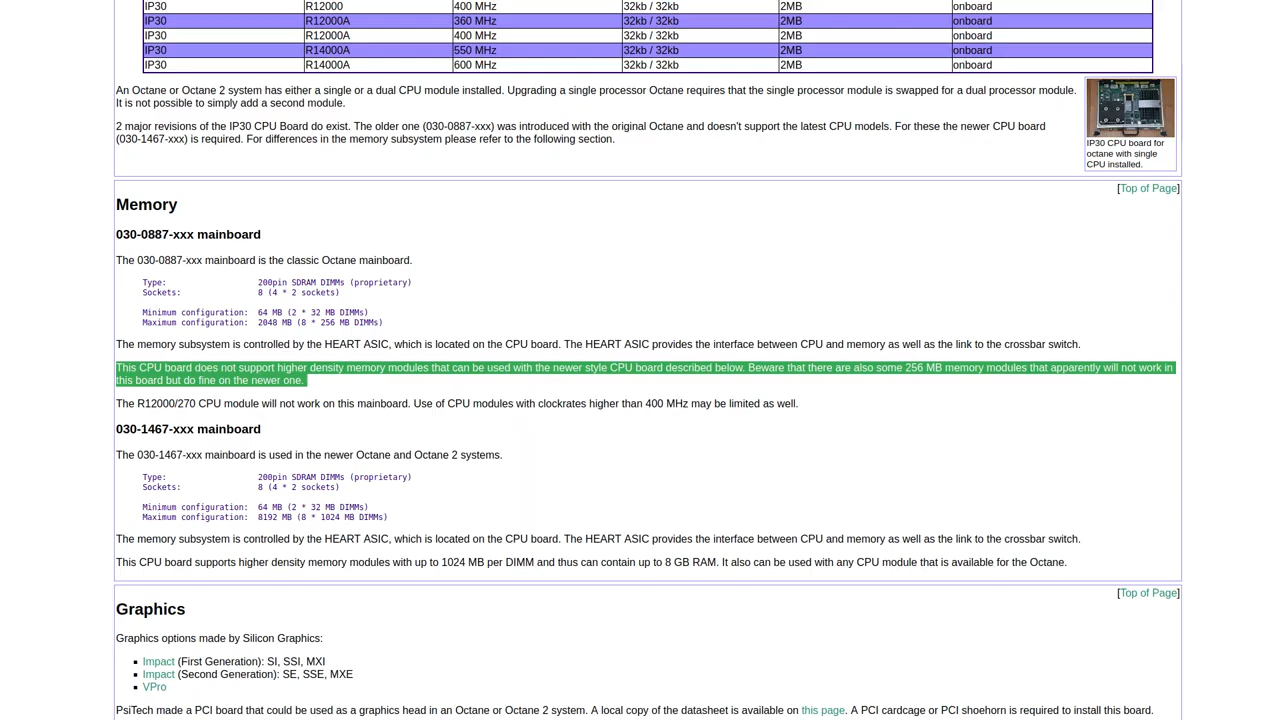 IP30 R12000 400 MHz 32kb / 32kb 2MB onboard
IP30 R12000A 360 MHz 32kb / 32kb 2MB onboard
IP30 R12000A 400 MHz 32kb / 32kb 2MB onboard
IP30 R14000A 550 MHz 32kb / 32kb 2MB onboard
IP30 R14000A 600 MHz 32kb / 32kb 2MB onboard
An Octane or Octane 2 system has either a single or a dual CPU module installed. Upgrading a single processor Octane requires that the single processor module is swapped for a dual processor module.
It is not possible to simply add a second module.
2 major revisions of the IP30 CPU Board do exist. The older one (030-0887-xxx) was introduced with the original Octane and doesn't support the latest CPU models. For these the newer CPU board
(030-1467-xxx) is required. For differences in the memory subsystem please refer to the following section.
IP30 CPU board for
octane with single
CPU installed.
[Top of Page]
Memory
030-0887-xxx mainboard
The 030-0887-xxx mainboard is the classic Octane mainboard.
Type: 200pin SDRAM DIMMs (proprietary)
Sockets: 8 (4 * 2 sockets)
Minimum configuration: 64 MB (2 * 32 MB DIMMs)
Maximum configuration: 2048 MB (8 * 256 MB DIMMs)
The memory subsystem is controlled by the HEART ASIC, which is located on the CPU board. The HEART ASIC provides the interface between CPU and memory as well as the link to the crossbar switch.
This CPU board does not support higher density memory modules that can be used with the newer style CPU board described below. Beware that there are also some 256 MB memory modules that apparently will not work in
this board but do fine on the newer one.
The R12000/270 CPU module will not work on this mainboard. Use of CPU modules with clockrates higher than 400 MHz may be limited as well.
030-1467-xxx mainboard
The 030-1467-xxx mainboard is used in the newer Octane and Octane 2 systems.
Type: 200pin SDRAM DIMMs (proprietary)
Sockets: 8 (4 * 2 sockets)
Minimum configuration: 64 MB (2 * 32 MB DIMMs)
Maximum configuration: 8192 MB (8 * 1024 MB DIMMs)
The memory subsystem is controlled by the HEART ASIC, which is located on the CPU board. The HEART ASIC provides the interface between CPU and memory as well as the link to the crossbar switch.
This CPU board supports higher density memory modules with up to 1024 MB per DIMM and thus can contain up to 8 GB RAM. It also can be used with any CPU module that is available for the Octane.
[Top of Page]
Graphics
Graphics options made by Silicon Graphics:
Impact (First Generation): SI, SSI, MXI
Impact (Second Generation): SE, SSE, MXE
VPro
PsiTech made a PCI board that could be used as a graphics head in an Octane or Octane 2 system. A local copy of the datasheet is available on this page. A PCI cardcage or PCI shoehorn is required to install this board.